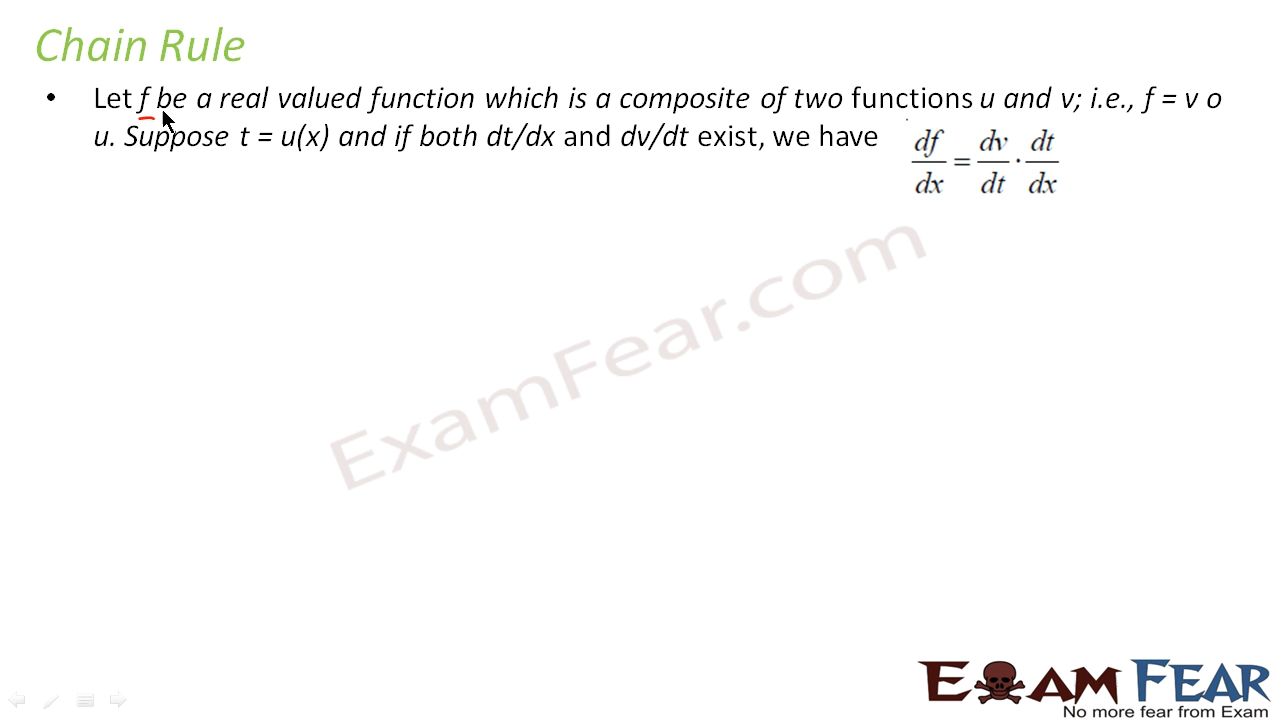 Chain Rule
• Let f be a real valued function which is a composite of two functions u and v; i.e., f = v o
u. Suppose t = u(x) and if both dt/dx and dv/dt exist, we have df/dx = dv/dt · dt/dx
ExamFear.com
EXAM FEAR
No more fear from Exam